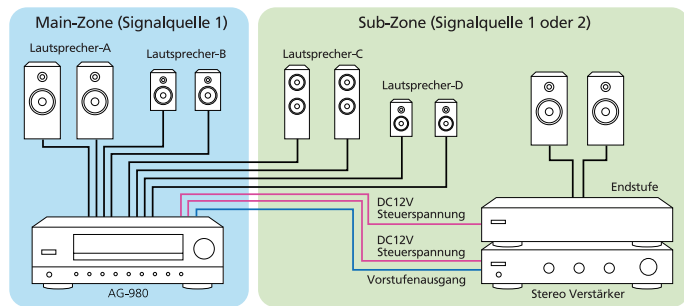 Main-Zone (Signalquelle 1)
Sub-Zone (Signalquelle 1 oder 2)
Lautsprecher-A
Lautsprecher-B
Lautsprecher-C
Lautsprecher-D
Endstufe
DC12V
Steuerspannung
DC12V
Steuerspannung
Vorstufenausgang
AG-980
Stereo Verstärker